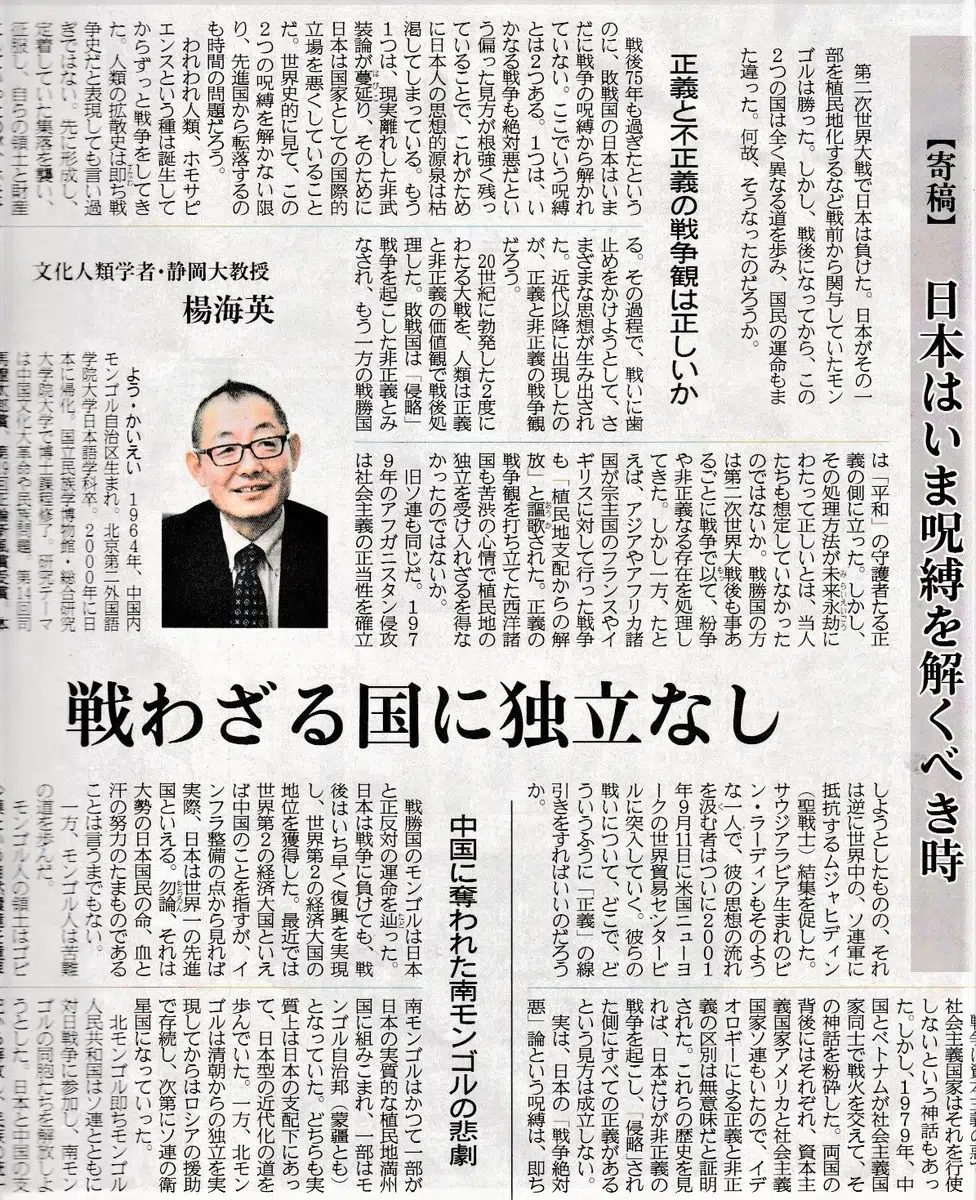 【寄稿】 日本はいま呪縛を解くべき時
第二次世界大戦で日本は負けた。日本がその一
部を植民地化するなど戦前から関与していたモン
ゴルは勝った。しかし、戦後になってから、この
2つの国は全く異なる道を歩み、国民の運命もま
た違った。何故、そうなったのだろうか。
正義と不正義の戦争観は正しいか
戦後75年も過ぎたという
のに、敗戦国の日本はいま
だに戦争の呪縛から解かれ
ていない。ここでいう呪縛
とは2つある。1つは、い
かなる戦争も絶対悪だとい
う偏った見方が根強く残っ
ていることで、これがため
に日本人の思想的源泉は枯
渇してしまっている。もう
1つは、現実離れした非武
装論が蔓延り、そのために
日本は国家としての国際的
立場を悪くしていること
だ。世界史的に見て、この
2つの呪縛を解かない限
り、先進国から転落するの
も時間の問題だろう。
われわれ人類、ホモサピ
エンスという種は誕生して
からずっと戦争をしてき
た。人類の拡散史は即ち戦
争史だと表現しても言い過
ぎではない。先に形成し、
定着していた集落を襲い、
征服し、自らの領土と財産
る。その過程で、戦いに歯
止めをかけようとして、さ
まざまな思想が生み出され
た。近代以降に出現したの
が、正義と非正義の戦争観
だろう。
20世紀に勃発した2度に
わたる大戦を、人類は正義
と非正義の価値観で戦後処
理した。敗戦国は「侵略」
戦争を起こした非正義とみ
なされ、もう一方の戦勝国
文化人類学者・静岡大教授
楊海英
よう・かいえい 1964年、中国内
モンゴル自治区生まれ。北京第二外国語
学院大学日本語学科卒。2000年に日
本に帰化。国立民族学博物館・総合研究
大学院大学で博士課程修了。研究テーマ
は中国文化大革命や民族問題。第14回司
は「平和」の守護者たる正
義の側に立った。しかし、
その処理方法が未来永劫に
わたって正しいとは、当人
たちも想定していなかった
のではないか。戦勝国の方
は第二次世界大戦後も事あ
るごとに戦争で以て、紛争
や非正義なる存在を処理し
てきた。しかし一方、たと
えば、アジアやアフリカ諸
国が宗主国のフランスやイ
ギリスに対して行った戦争
も「植民地支配からの解
放」と謳歌された。正義の
戦争観を打ち立てた西洋諸
国も苦渋の心情で植民地の
独立を受け入れざるを得な
かったのではないか。
旧ソ連も同じだ。197
9年のアフガニスタン侵攻
は社会主義の正当性を確立
戦わざる国に独立なし
しようとしたものの、それ
は逆に世界中の、ソ連軍に
抵抗するムジャヒディン
（聖戦士）結集を促した。
サウジアラビア生まれのビ
ン・ラーディンもそのよう
な一人で、彼の思想の流れ
を汲む者はついに2001
年9月11日に米国ニューヨ
ークの世界貿易センタービ
ルに突入していく。彼らの
戦いについて、どこで、ど
ういうふうに「正義」の線
引きをすればいいのだろう
か。
社会主義国家はそれを行使
しないという神話もあっ
た。しかし、1979年、中
国とベトナムが社会主義国
家同士で戦火を交えて、そ
の神話を粉砕した。両国の
背後にはそれぞれ、資本主
義国家アメリカと社会主義
国家ソ連もいたので、イデ
オロギーによる正義と非正
義の区別は無意味だと証明
された。これらの歴史を見
れば、日本だけが非正義の
戦争を起こし、「侵略」され
た側にすべての正義がある
という見方は成立しない。
実は、日本の「戦争絶対
悪」論という呪縛は、即ち
中国に奪われた南モンゴルの悲劇
戦勝国のモンゴルは日本
と正反対の運命を辿った。
日本は戦争に負けても、戦
後はいち早く復興を実現
し、世界第2の経済大国の
地位を獲得した。最近では
世界第2の経済大国といえ
ば中国のことを指すが、イ
ンフラ整備の点から見れば
実際、日本は世界一の先進
国といえる。勿論、それは
大勢の日本国民の命、血と
汗の努力のたまものである
ことは言うまでもない。
一方、モンゴル人は苦難
の道を歩んだ。
モンゴル人の領土はゴビ
南モンゴルはかつて一部が
日本の実質的な植民地満州
国に組みこまれ、一部はモ
ンゴル自治邦（蒙疆とも）
となっていた。どちらも実
質上は日本の支配下にあっ
て、日本型の近代化の道を
歩んでいた。一方、北モン
ゴルは清朝からの独立を実
現してからはロシアの援助
で存続し、次第にソ連の衛
星国になっていった。
北モンゴル即ちモンゴル
人民共和国はソ連とともに
対日戦争に参加し、南モン
ゴルの同胞たちを解放しよ
うとした。日本と中国の支